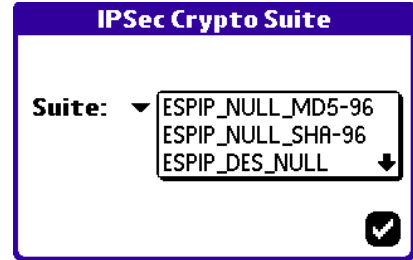 IPSec Crypto Suite
Suite: ESPIP_NULL_MD5-96
ESPIP_NULL_SHA-96
ESPIP_DES_NULL